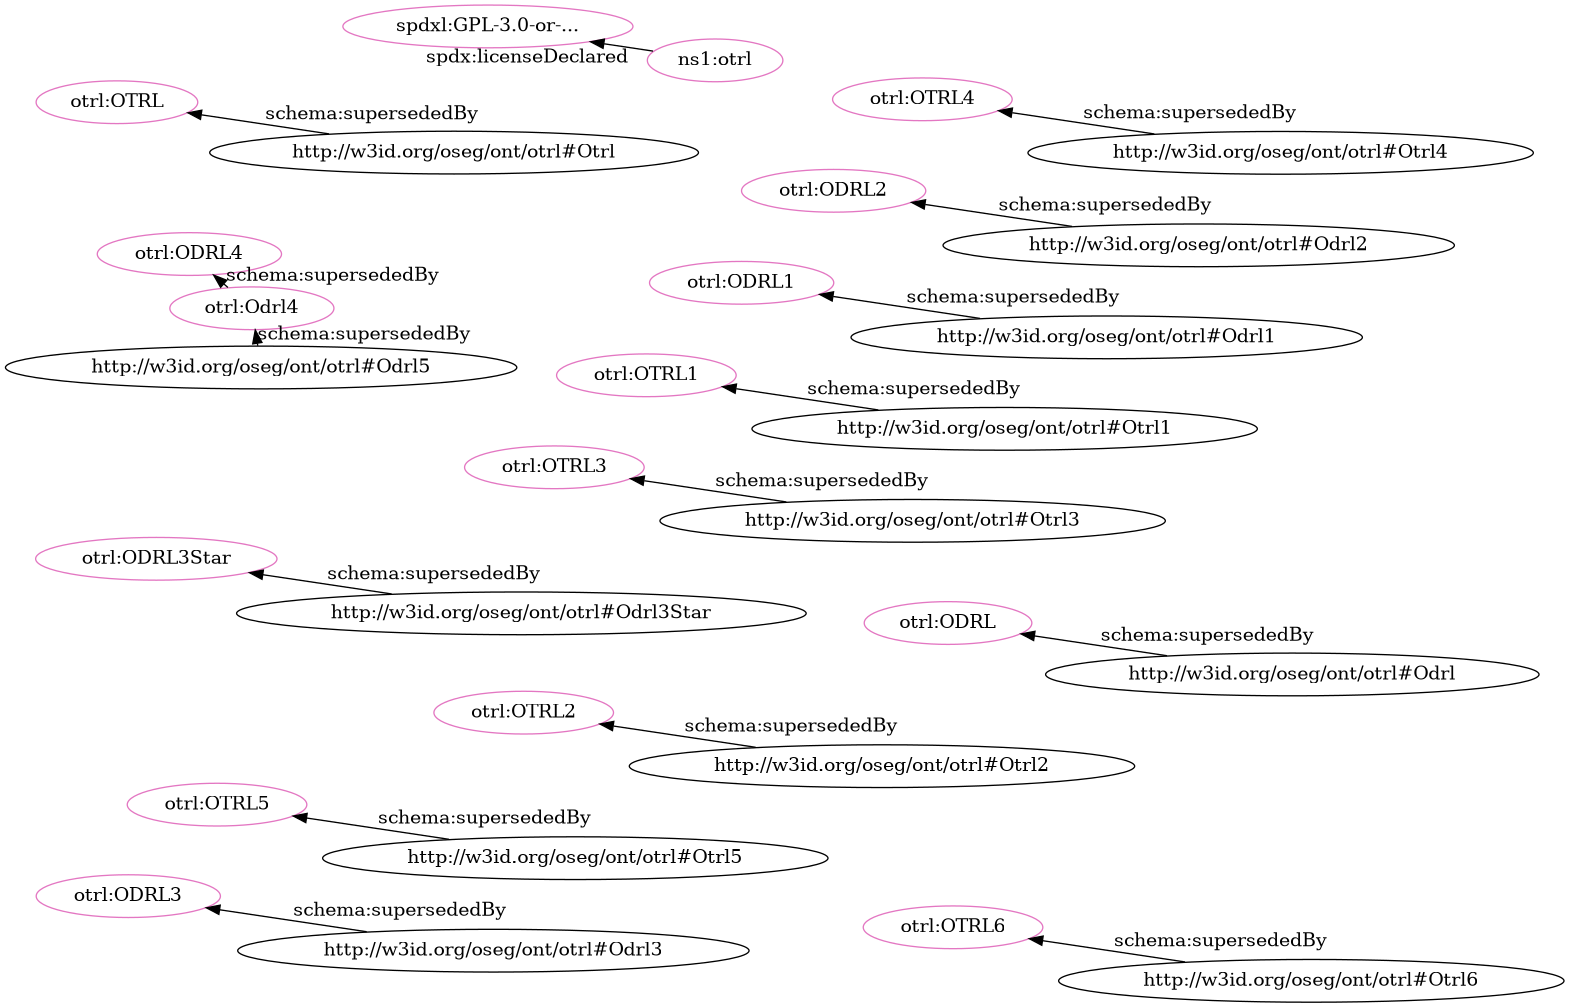 spdxl:GPL-3.0-or-...
spdx:licenseDeclared
ns1:otrl
otrl:OTRL
schema:supersededBy
http://w3id.org/oseg/ont/otrl#Otrl
otrl:OTRL4
schema:supersededBy
http://w3id.org/oseg/ont/otrl#Otrl4
otrl:ODRL2
schema:supersededBy
http://w3id.org/oseg/ont/otrl#Odrl2
otrl:ODRL4
schema:supersededBy
otrl:Odrl4
schema:supersededBy
http://w3id.org/oseg/ont/otrl#Odrl5
otrl:ODRL1
schema:supersededBy
http://w3id.org/oseg/ont/otrl#Odrl1
otrl:OTRL1
schema:supersededBy
http://w3id.org/oseg/ont/otrl#Otrl1
otrl:OTRL3
schema:supersededBy
http://w3id.org/oseg/ont/otrl#Otrl3
otrl:ODRL3Star
schema:supersededBy
http://w3id.org/oseg/ont/otrl#Odrl3Star
otrl:ODRL
schema:supersededBy
http://w3id.org/oseg/ont/otrl#Odrl
otrl:OTRL2
schema:supersededBy
http://w3id.org/oseg/ont/otrl#Otrl2
otrl:OTRL5
schema:supersededBy
http://w3id.org/oseg/ont/otrl#Otrl5
otrl:ODRL3
schema:supersededBy
http://w3id.org/oseg/ont/otrl#Odrl3
otrl:OTRL6
schema:supersededBy
http://w3id.org/oseg/ont/otrl#Otrl6